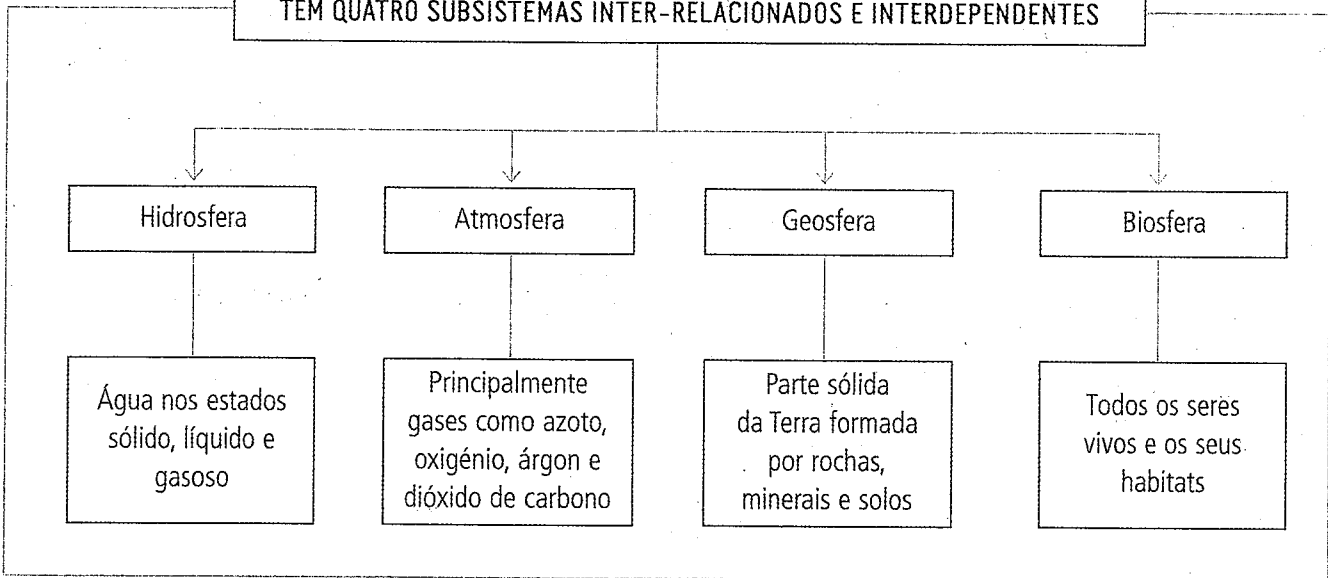 TEM QUATRO SUBSISTEMAS INTER-RELACIONADOS E INTERDEPENDENTES
Hidrosfera
Atmosfera
Geosfera
Biosfera
Água nos estados
sólido, líquido e
gasoso
Principalmente
gases como azoto,
oxigénio, árgon e
dióxido de carbono
Parte sólida
da Terra formada
por rochas,
minerais e solos
Todos os seres
vivos e os seus
habitats